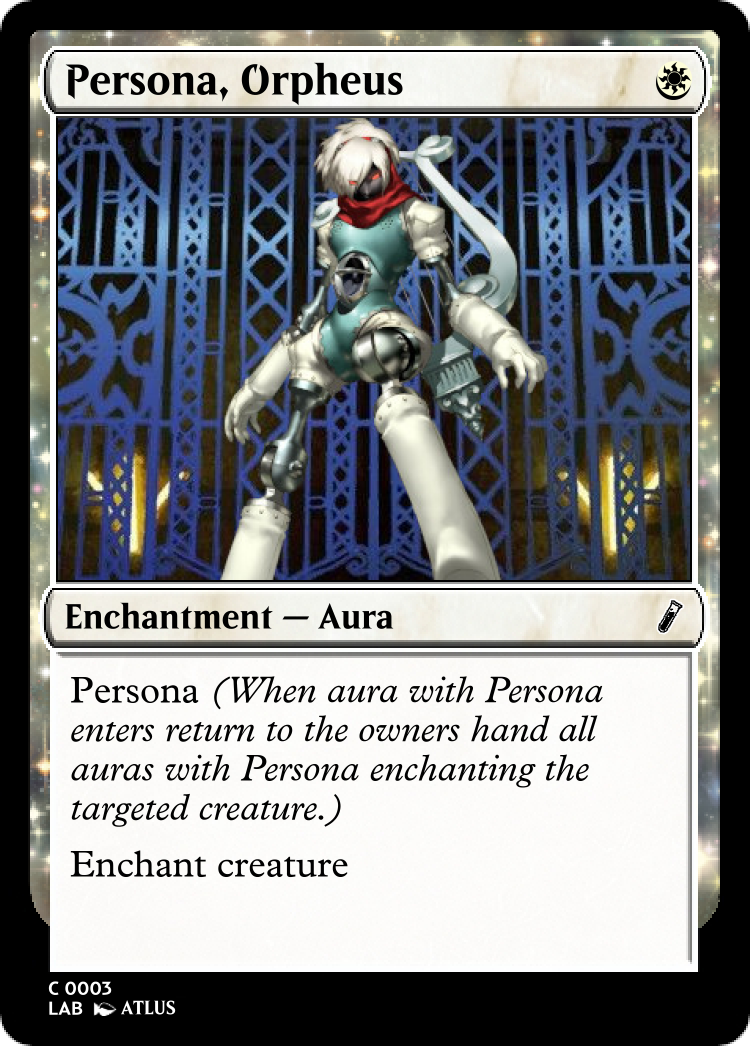 Persona, Orpheus
Enchantment — Aura
Persona (When aura with Persona
enters return to the owners hand all
auras with Persona enchanting the
targeted creature.)
Enchant creature
C 0003
LAB ATLUS